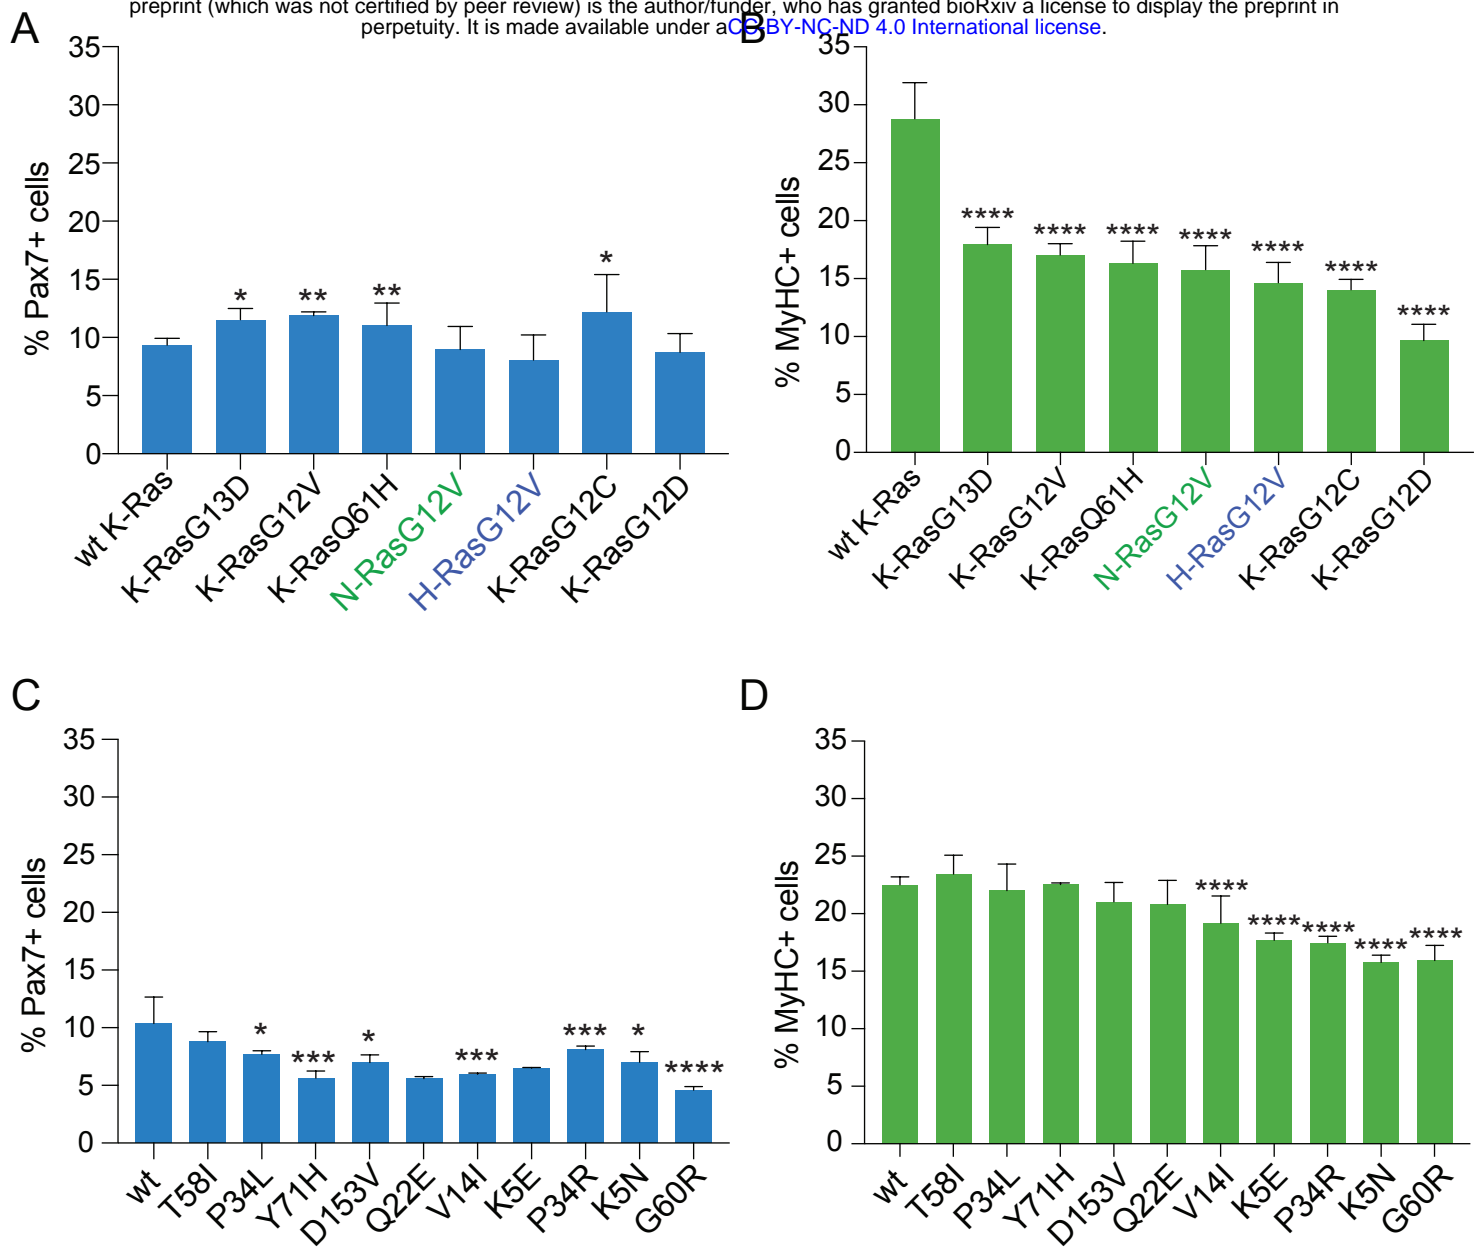 preprint (which was not certified by peer review) is the author/funder, who has granted bioRxiv a license to display the preprint in
perpetuity. It is made available under aCC-BY-NC-ND 4.0 International license.
A
% Pax7+ cells
35
30
25
20
15
10
5
0
*
**
**
*
wt K-Ras
K-RasG13D
K-RasG12V
K-RasQ61H
N-RasG12V
H-RasG12V
K-RasG12C
K-RasG12D
B
% MyHC+ cells
35
30
25
20
15
10
5
0
****
****
****
****
****
****
****
wt K-Ras
K-RasG13D
K-RasG12V
K-RasQ61H
N-RasG12V
H-RasG12V
K-RasG12C
K-RasG12D
C
% Pax7+ cells
35
30
25
20
15
10
5
0
*
***
*
***
***
*
****
wt
T58I
P34L
Y71H
D153V
Q22E
V14I
K5E
P34R
K5N
G60R
D
% MyHC+ cells
35
30
25
20
15
10
5
0
****
****
****
****
****
wt
T58I
P34L
Y71H
D153V
Q22E
V14I
K5E
P34R
K5N
G60R